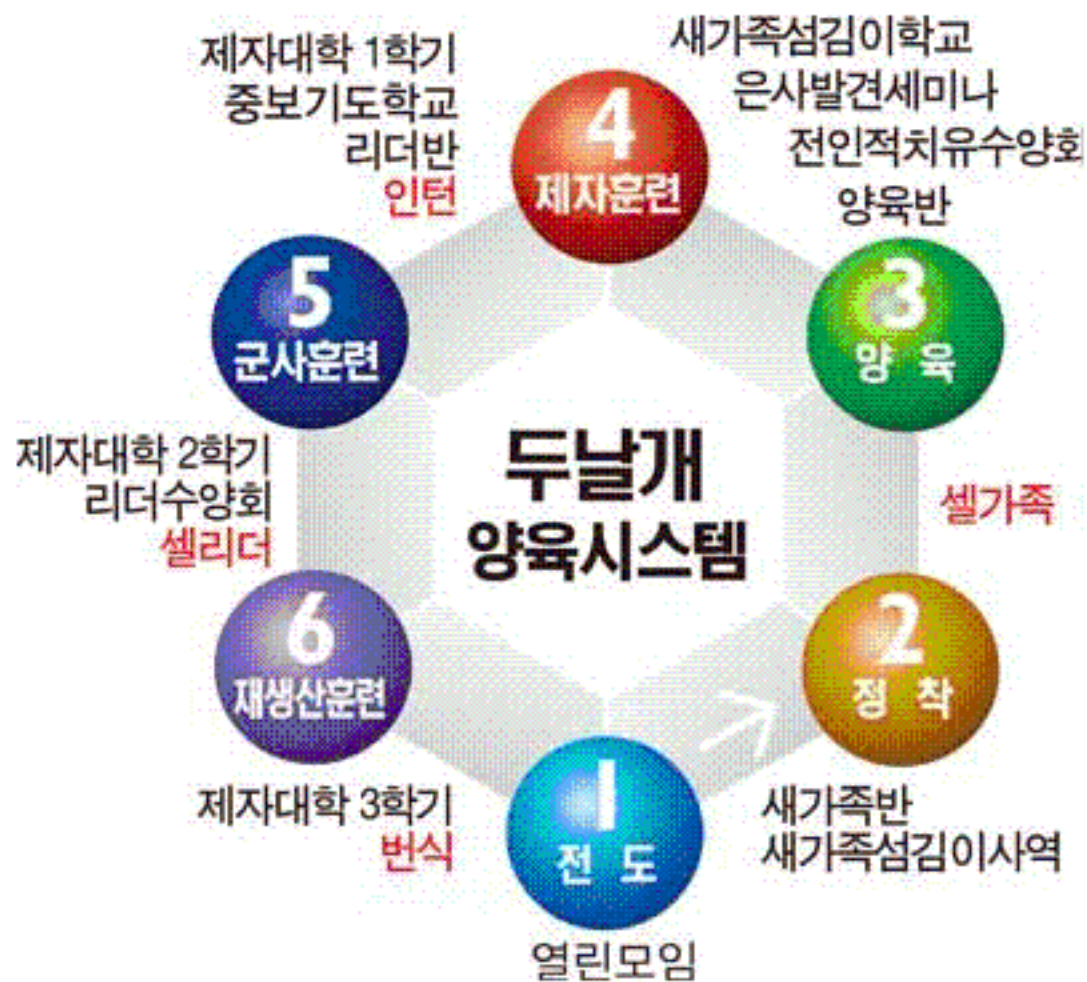 제자대학 1학기
중보기도학교
리더반
인턴
4
제자훈련
새가족섬김이학교
은사발견세미나
전인적치유수양회
양육반
5
군사훈련
3
양 육
두날개
양육시스템
제자대학 2학기
리더수양회
셀리더
셀가족
6
재생산훈련
2
정 착
제자대학 3학기
번식
1
전 도
새가족반
새가족섬김이사역
열린모임